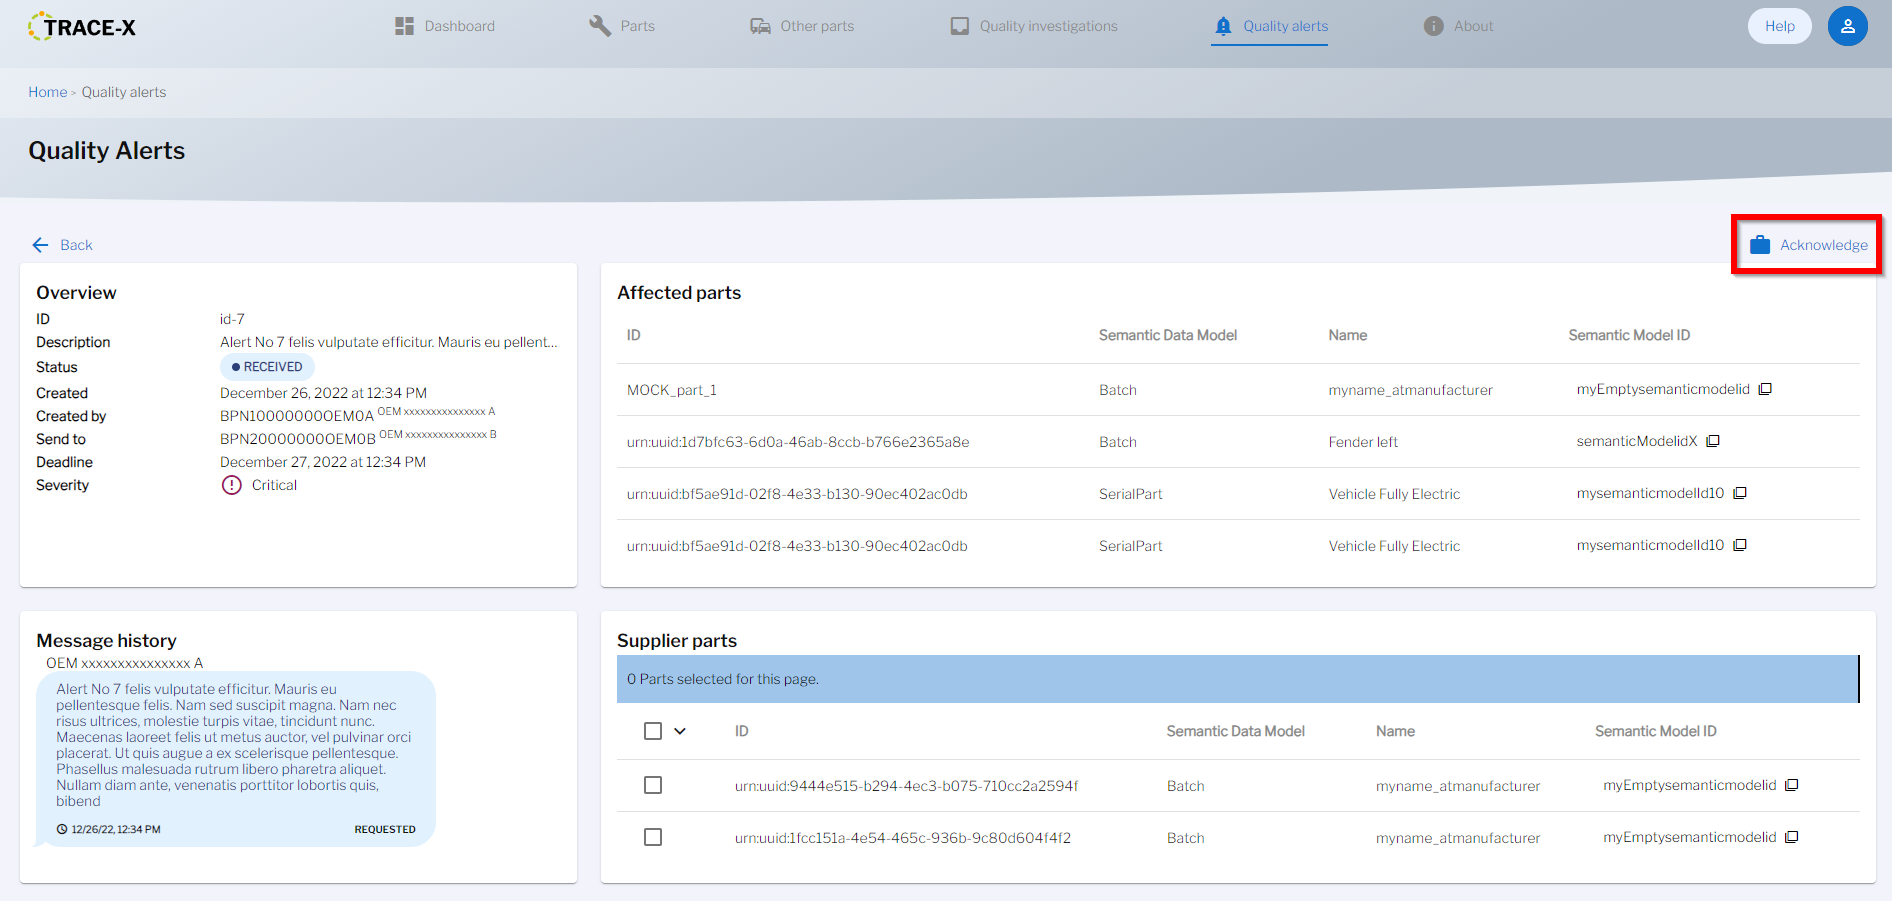 TRACE-X
Dashboard
Parts
Other parts
Quality investigations
Quality alerts
About
Help
Home > Quality alerts
Quality Alerts
Back
Acknowledge
Overview
ID id-7
Description Alert No 7 felis vulputate efficitur. Mauris eu pellent...
Status RECEIVED
Created December 26, 2022 at 12:34 PM
Created by BPN10000000OEM0A OEM xxxxxxxxxxxxxxx A
Send to BPN20000000OEM0B OEM xxxxxxxxxxxxxxx B
Deadline December 27, 2022 at 12:34 PM
Severity Critical
Affected parts
ID Semantic Data Model Name Semantic Model ID
MOCK_part_1 Batch myname_atmanufacturer myEmptysemanticmodelid
urn:uuid:1d7bfc63-6d0a-46ab-8ccb-b766e2365a8e Batch Fender left semanticModelidX
urn:uuid:bf5ae91d-02f8-4e33-b130-90ec402ac0db SerialPart Vehicle Fully Electric mysemanticmodelId10
urn:uuid:bf5ae91d-02f8-4e33-b130-90ec402ac0db SerialPart Vehicle Fully Electric mysemanticmodelId10
Message history
OEM xxxxxxxxxxxxxxx A
Alert No 7 felis vulputate efficitur. Mauris eu
pellentesque felis. Nam sed suscipit magna. Nam nec
risus ultrices, molestie turpis vitae, tincidunt nunc.
Maecenas laoreet felis ut metus auctor, vel pulvinar orci
placerat. Ut quis augue a ex scelerisque pellentesque.
Phasellus malesuada rutrum libero pharetra aliquet.
Nullam diam ante, venenatis porttitor lobortis quis,
bibend
12/26/22, 12:34 PM REQUESTED
Supplier parts
0 Parts selected for this page.
ID Semantic Data Model Name Semantic Model ID
urn:uuid:9444e515-b294-4ec3-b075-710cc2a2594f Batch myname_atmanufacturer myEmptysemanticmodelid
urn:uuid:1fcc151a-4e54-465c-936b-9c80d604f4f2 Batch myname_atmanufacturer myEmptysemanticmodelid